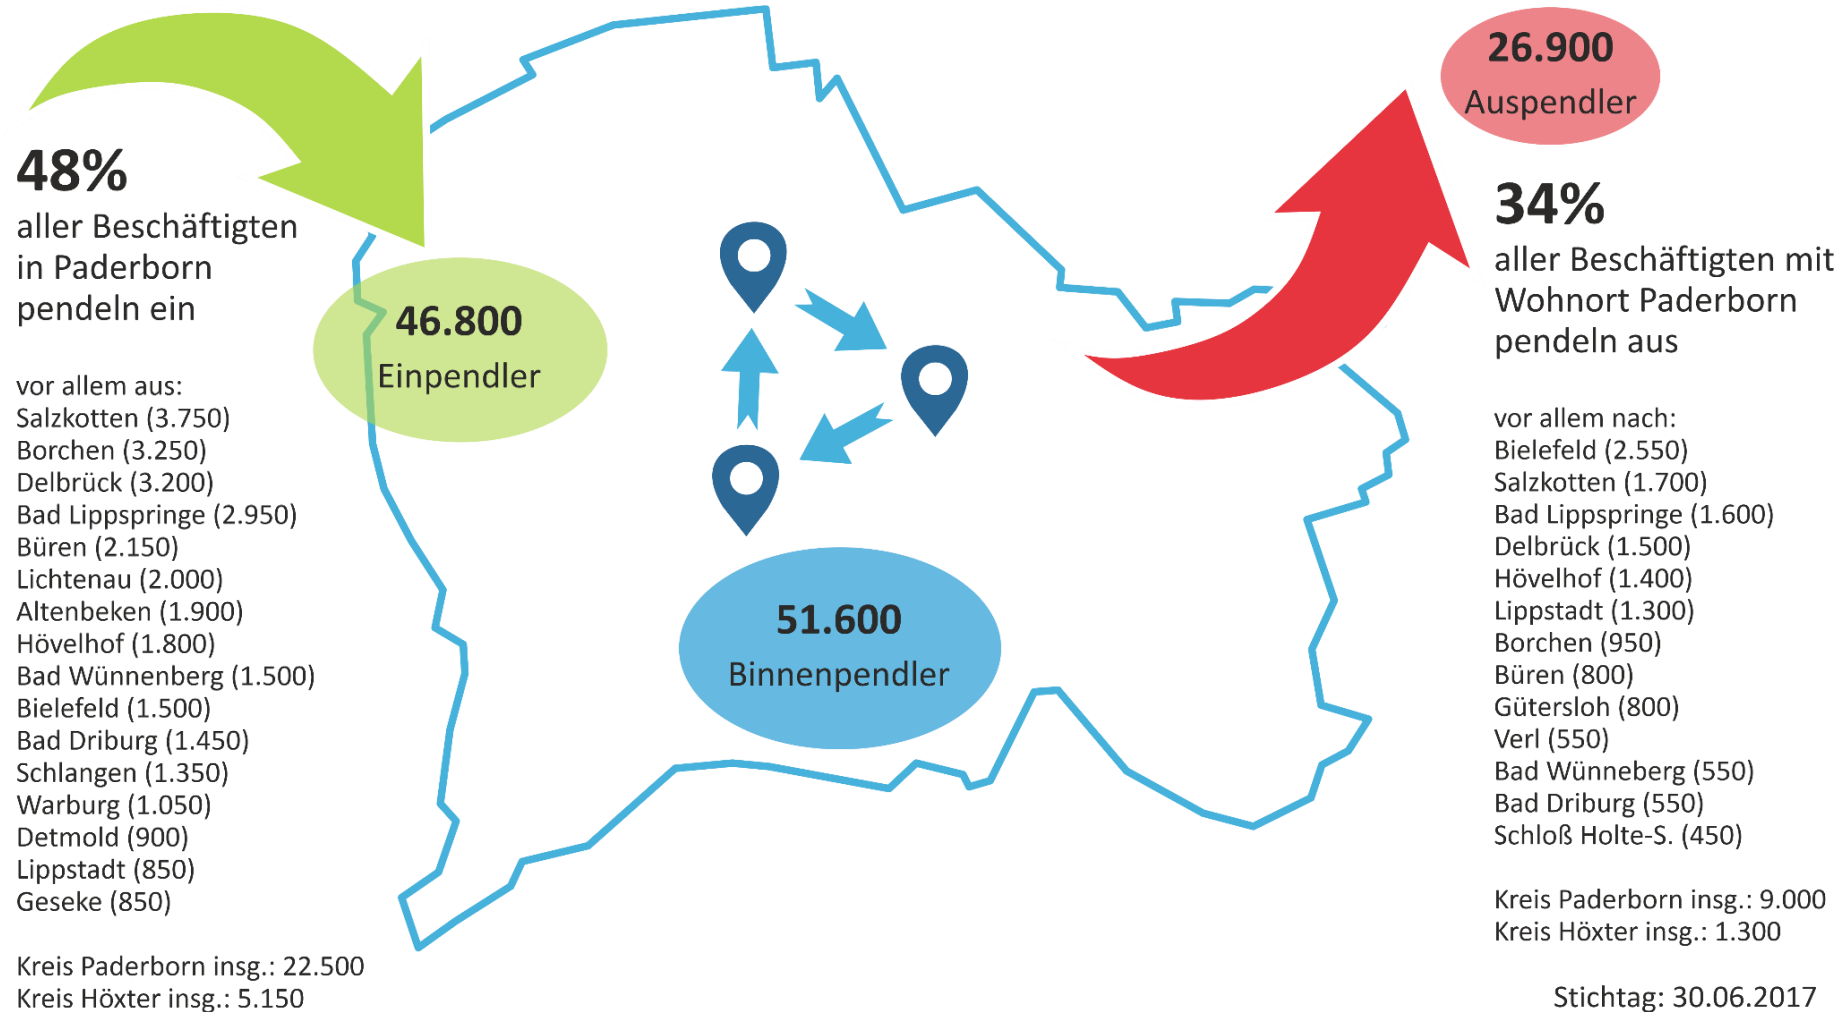 48%
aller Beschäftigten
in Paderborn
pendeln ein
vor allem aus:
Salzkotten (3.750)
Borchen (3.250)
Delbrück (3.200)
Bad Lippspringe (2.950)
Büren (2.150)
Lichtenau (2.000)
Altenbeken (1.900)
Hövelhof (1.800)
Bad Wünnenberg (1.500)
Bielefeld (1.500)
Bad Driburg (1.450)
Schlangen (1.350)
Warburg (1.050)
Detmold (900)
Lippstadt (850)
Geseke (850)
Kreis Paderborn insg.: 22.500
Kreis Höxter insg.: 5.150
46.800
Einpendler
51.600
Binnenpendler
26.900
Auspendler
34%
aller Beschäftigten mit
Wohnort Paderborn
pendeln aus
vor allem nach:
Bielefeld (2.550)
Salzkotten (1.700)
Bad Lippspringe (1.600)
Delbrück (1.500)
Hövelhof (1.400)
Lippstadt (1.300)
Borchen (950)
Büren (800)
Gütersloh (800)
Verl (550)
Bad Wünneberg (550)
Bad Driburg (550)
Schloß Holte-S. (450)
Kreis Paderborn insg.: 9.000
Kreis Höxter insg.: 1.300
Stichtag: 30.06.2017